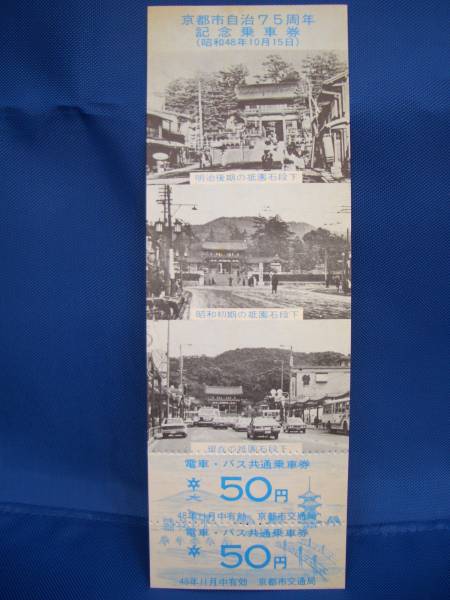 京都市自治75周年
記念乗車券
(昭和48年10月15日)
明治後期の祇園石段下
昭和初期の祇園石段下
現在の祇園石段下
電車・バス共通乗車券
50円
48年11月中有効 京都市交通局
電車・バス共通乗車券
50円
48年11月中有効 京都市交通局